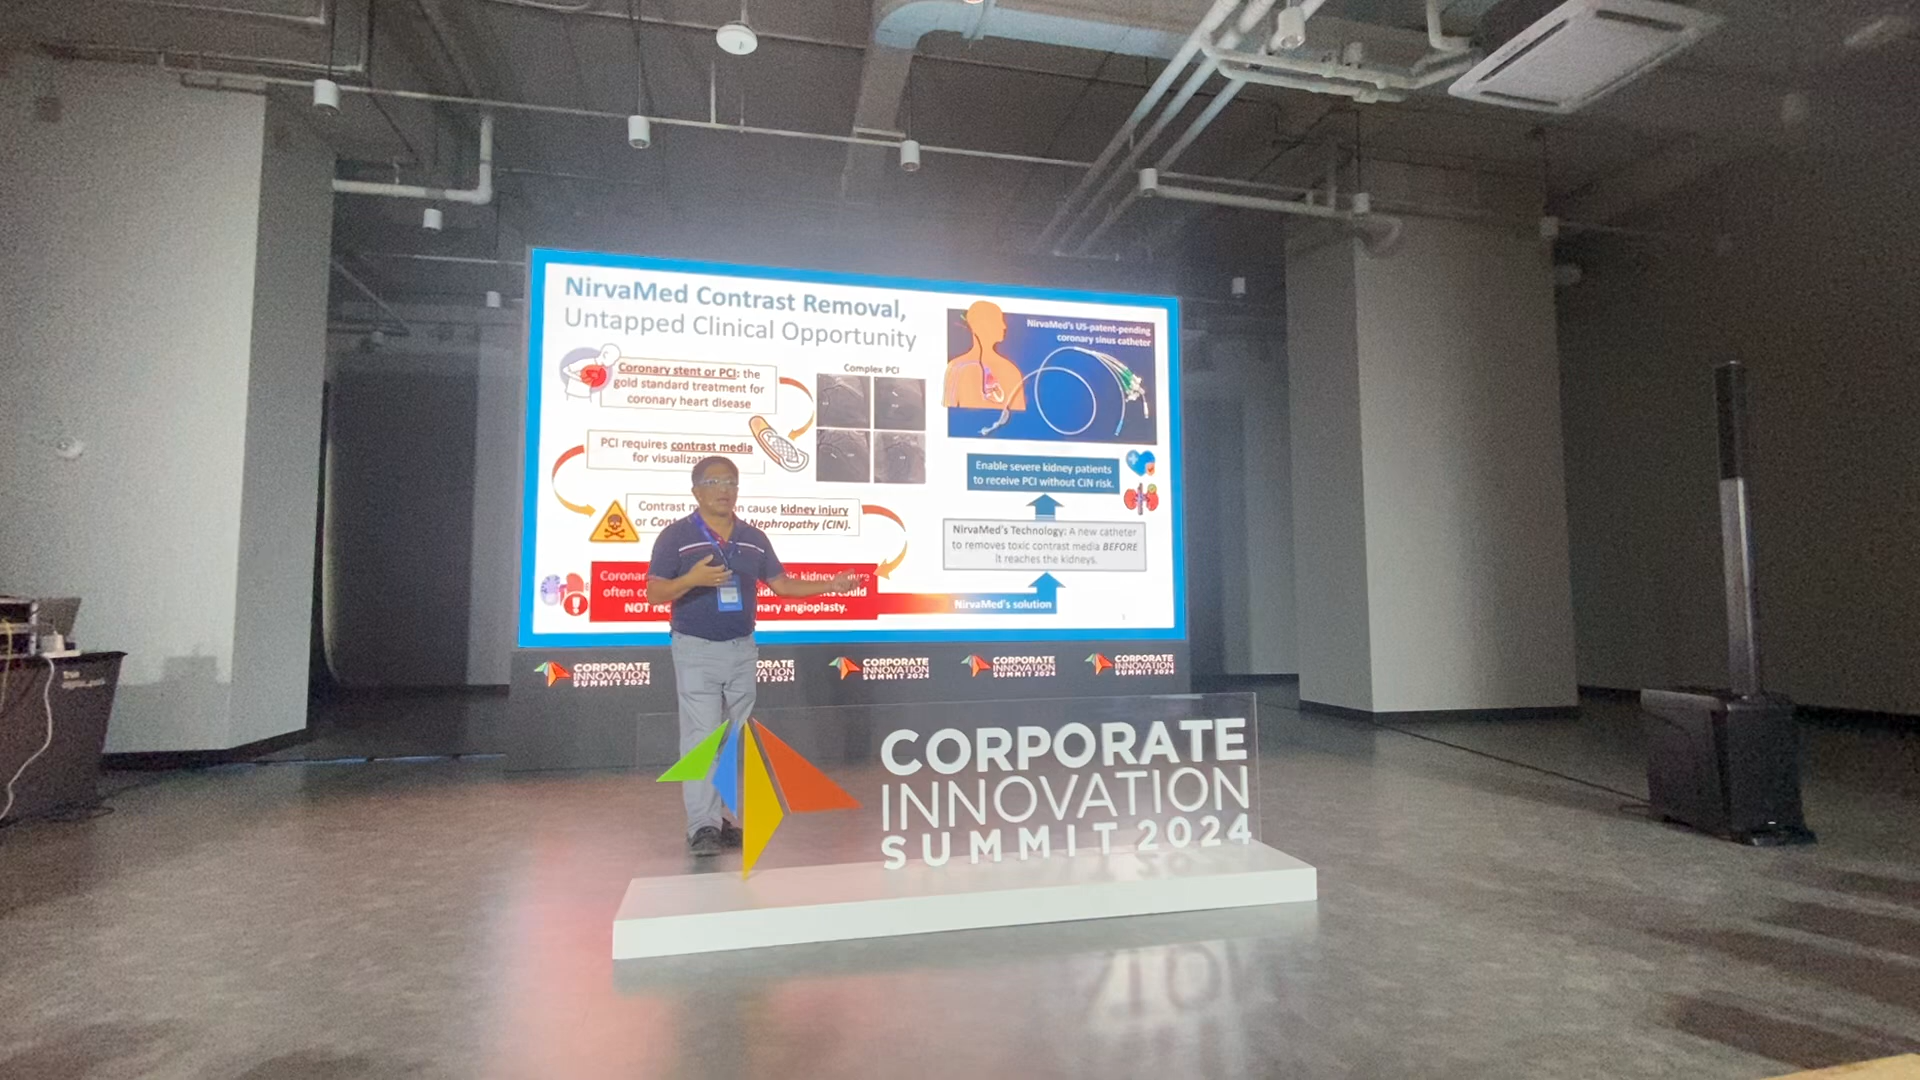 NirvaMed Contrast Removal,
Untapped Clinical Opportunity
Coronary stent or PCI: the
gold standard treatment for
coronary heart disease
Complex PCI
PCI requires contrast media
for
Contrast can cause kidney injury
or Nephropathy (CIN).
kidney failure
often could
NOT angioplasty.
NirvaMed's US-patent-pending
coronary sinus catheter
Enable severe kidney patients
to receive PCI without CIN risk.
NirvaMed's Technology: A new catheter
to removes toxic contrast media BEFORE
it reaches the kidneys.
NirvaMed's solution
CORPORATE
INNOVATION
SUMMIT 2024
CORPORATE
INNOVATION
SUMMIT 2024
CORPORATE
INNOVATION
SUMMIT 2024
CORPORATE
INNOVATION
SUMMIT 2024
CORPORATE
INNOVATION
SUMMIT 2024